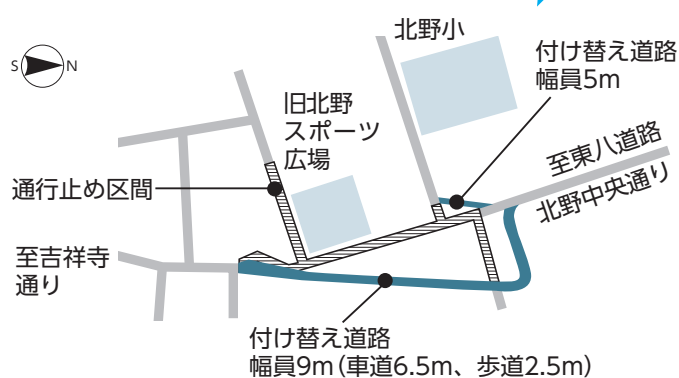 北野小
付け替え道路
幅員5m
S N
旧北野
スポーツ
広場
至東八道路
北野中央通り
通行止め区間
至吉祥寺
通り
付け替え道路
幅員9m(車道6.5m、歩道2.5m)